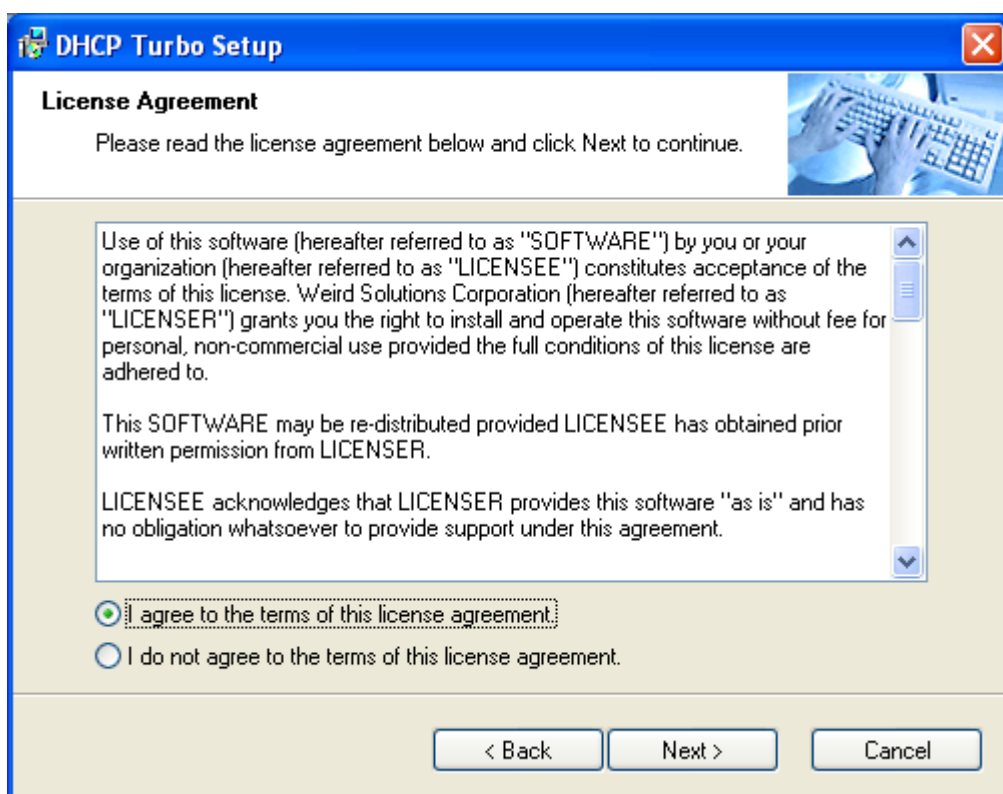 DHCP Turbo Setup
License Agreement
Please read the license agreement below and click Next to continue.
Use of this software (hereafter referred to as "SOFTWARE") by you or your
organization (hereafter referred to as "LICENSEE") constitutes acceptance of the
terms of this license. Weird Solutions Corporation (hereafter referred to as
"LICENSER") grants you the right to install and operate this software without fee for
personal, non-commercial use provided the full conditions of this license are
adhered to.
This SOFTWARE may be re-distributed provided LICENSEE has obtained prior
written permission from LICENSER.
LICENSEE acknowledges that LICENSER provides this software "as is" and has
no obligation whatsoever to provide support under this agreement.
I agree to the terms of this license agreement.
I do not agree to the terms of this license agreement.
< Back Next > Cancel